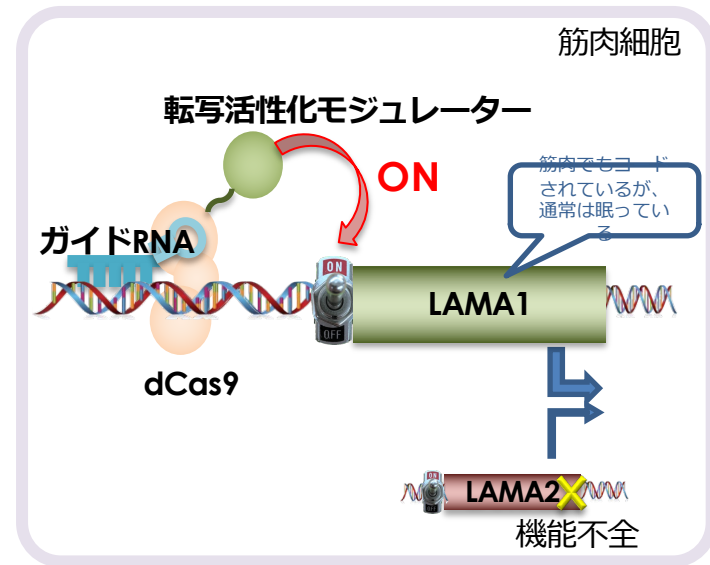 筋肉細胞
転写活性化モジュレーター
ON
筋肉でもコード
されているが、
通常は眠ってい
る
ガイドRNA
ON
LAMA1
OFF
dCas9
ON
LAMA2
機能不全